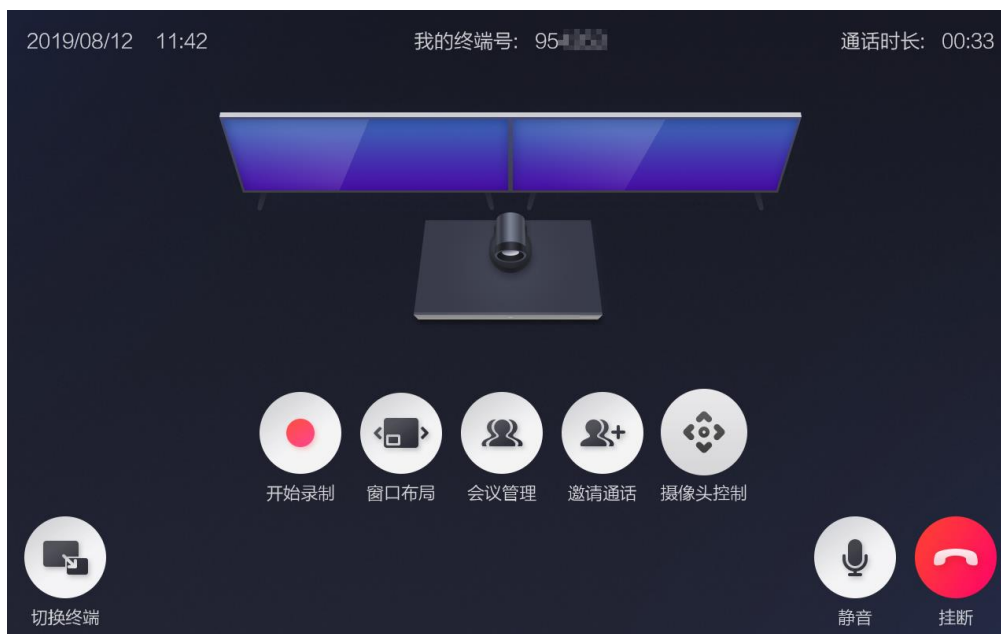 2019/08/12 11:42
我的终端号: 95
通话时长: 00:33
开始录制
窗口布局
会议管理
邀请通话
摄像头控制
切换终端
静音
挂断